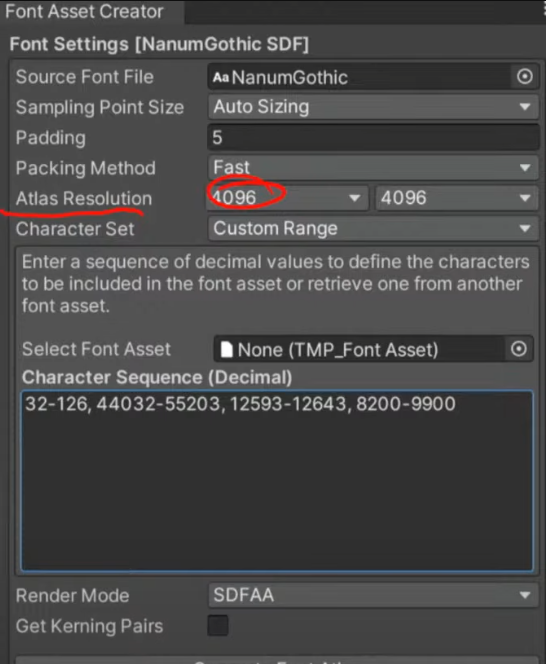 Font Asset Creator
Font Settings [NanumGothic SDF]
Source Font File Aa NanumGothic
Sampling Point Size Auto Sizing
Padding 5
Packing Method Fast
Atlas Resolution 4096 4096
Character Set Custom Range
Enter a sequence of decimal values to define the characters
to be included in the font asset or retrieve one from another
font asset.
Select Font Asset None (TMP_Font Asset)
Character Sequence (Decimal)
32-126, 44032-55203, 12593-12643, 8200-9900
Render Mode SDFAA
Get Kerning Pairs